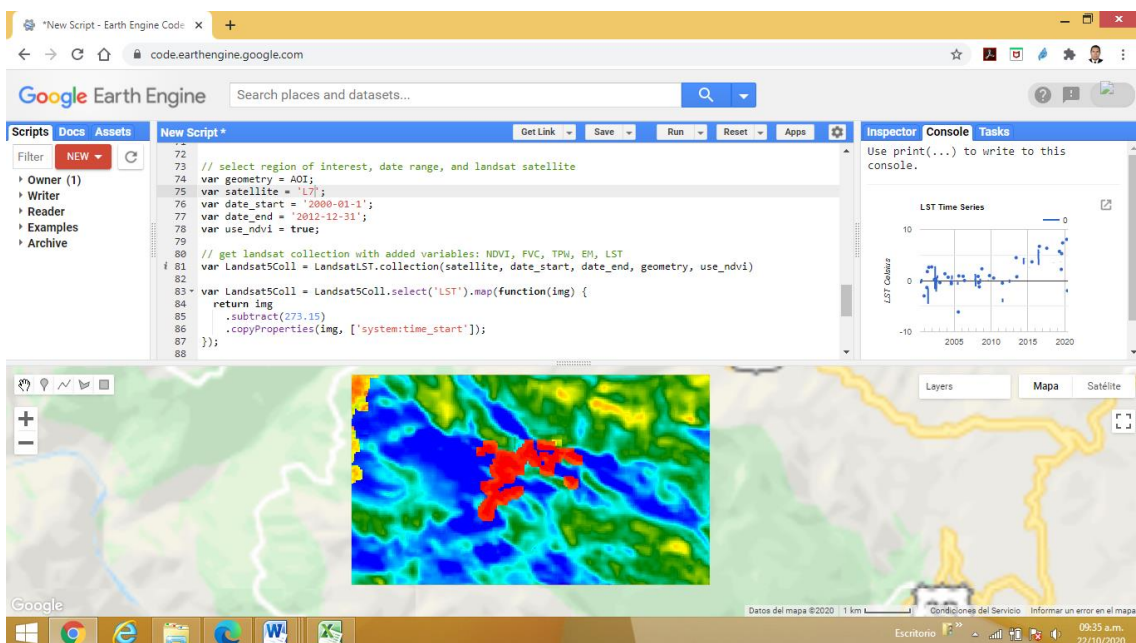 *New Script - Earth Engine Code
code.earthengine.google.com
Google Earth Engine
Search places and datasets...
Scripts Docs Assets
New Script *
Get Link Save Run Reset Apps
Inspector Console Tasks
Filter
NEW
Owner (1)
Writer
Reader
Examples
Archive
72
73 // select region of interest, date range, and landsat satellite
74 var geometry = AOI;
75 var satellite = 'L7';
76 var date_start = '2000-01-1';
77 var date_end = '2012-12-31';
78 var use_ndvi = true;
79
80 // get landsat collection with added variables: NDVI, FVC, TPW, EM, LST
i 81 var Landsat5Coll = LandsatLST.collection(satellite, date_start, date_end, geometry, use_ndvi)
82
83 var Landsat5Coll = Landsat5Coll.select('LST').map(function(img) {
84 return img
85 .subtract(273.15)
86 .copyProperties(img, ['system:time_start']);
87 });
88
Use print(...) to write to this
console.
LST Time Series
0
10
0
-10
LST Celsius
2005 2010 2015 2020
Layers
Mapa Satélite
Google
Datos del mapa ©2020 1 km Condiciones del Servicio Informar un error en el mapa
Escritorio
09:35 a.m.
22/10/2020